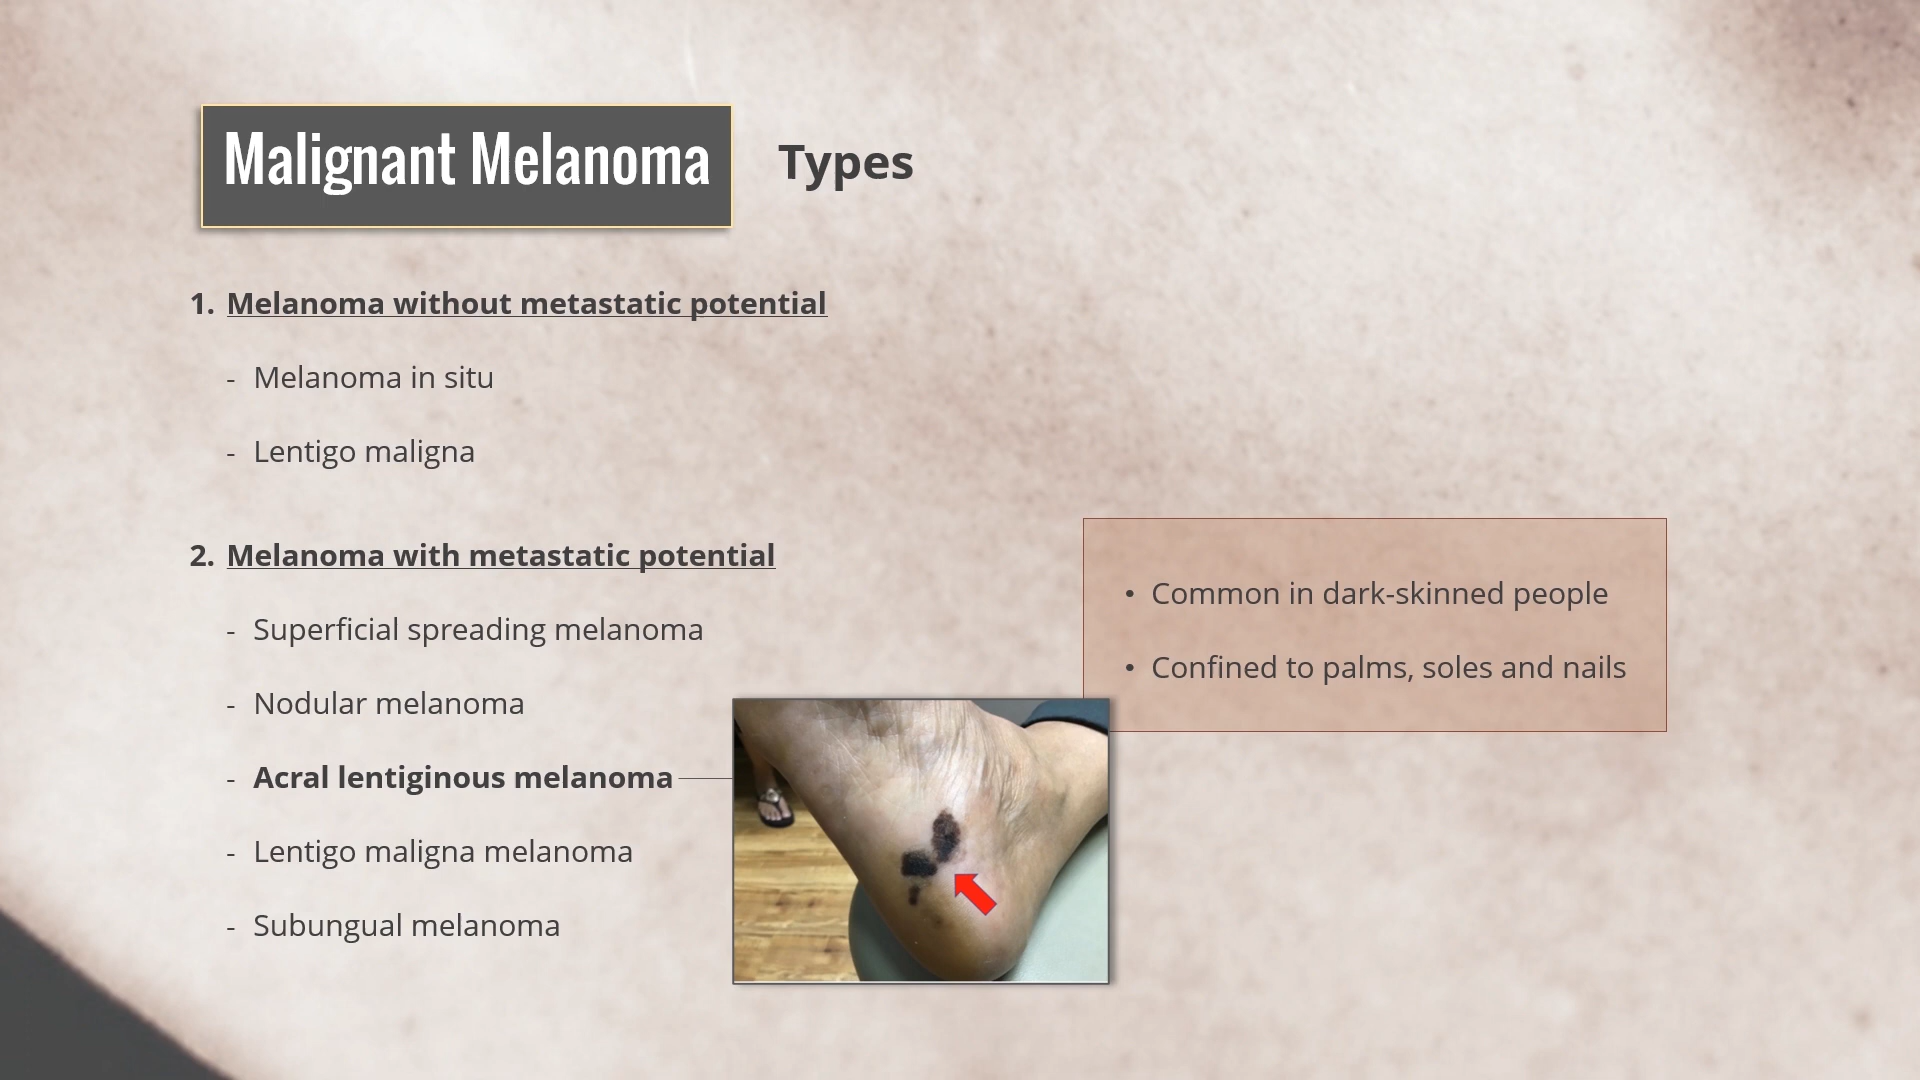 Malignant Melanoma
Types
1. Melanoma without metastatic potential
- Melanoma in situ
- Lentigo maligna
2. Melanoma with metastatic potential
- Superficial spreading melanoma
- Nodular melanoma
- Acral lentiginous melanoma
- Lentigo maligna melanoma
- Subungual melanoma
• Common in dark-skinned people
• Confined to palms, soles and nails